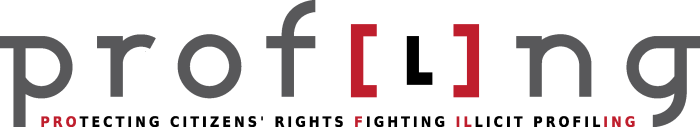 prof[L]ng
PROTECTING CITIZENS' RIGHTS FIGHTING ILLICIT PROFILING